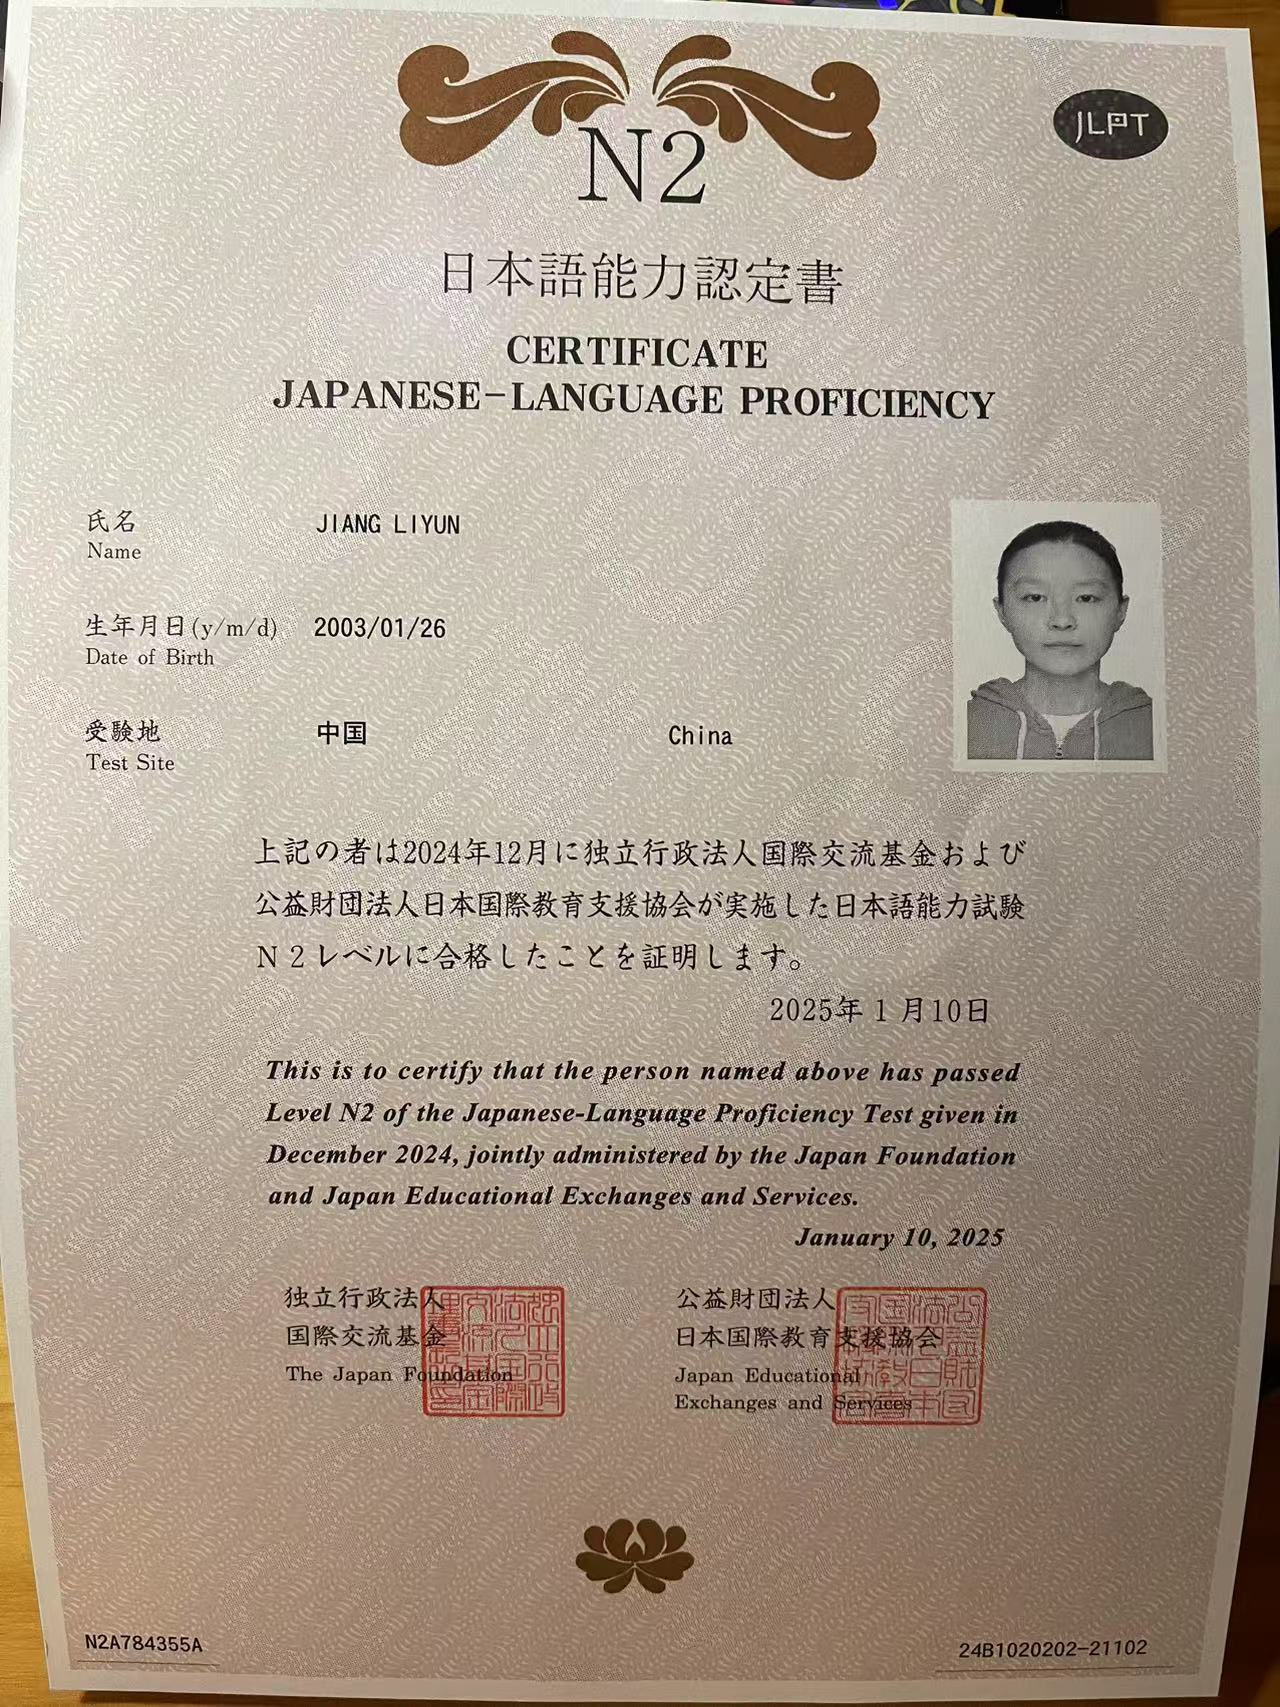 N2
JLPT
日本語能力認定書
CERTIFICATE
JAPANESE-LANGUAGE PROFICIENCY
氏名 JIANG LIYUN
Name
生年月日(y/m/d) 2003/01/26
Date of Birth
受験地 中国 China
Test Site
上記の者は2024年12月に独立行政法人国際交流基金および
公益財団法人日本国際教育支援協会が実施した日本語能力試験
N2レベルに合格したことを証明します。
2025年1月10日
This is to certify that the person named above has passed
Level N2 of the Japanese-Language Proficiency Test given in
December 2024, jointly administered by the Japan Foundation
and Japan Educational Exchanges and Services.
January 10, 2025
独立行政法人
国際交流基金
The Japan Foundation
公益財団法人
日本国際教育支援協会
Japan Educational
Exchanges and Services
N2A784355A
24B1020202-21102